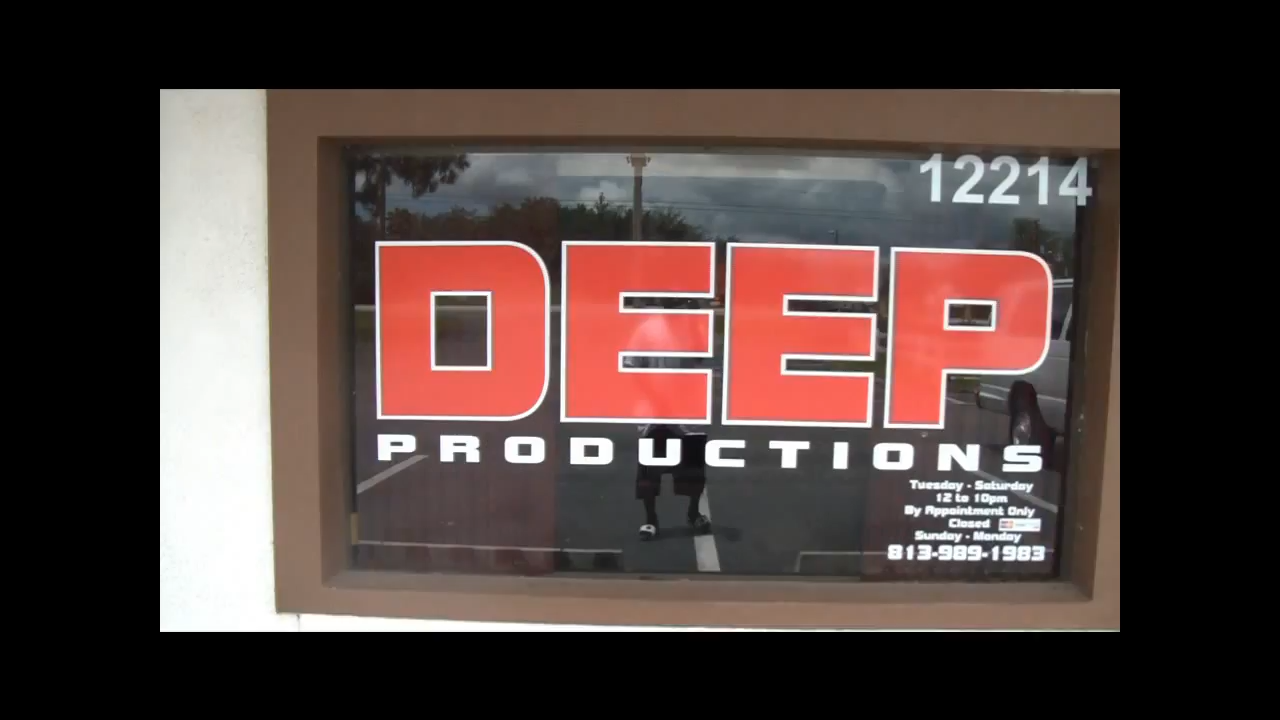 12214
DEEP
PRODUCTIONS
Tuesday - Saturday
12 to 10pm
By Appointment Only
Closed
Sunday - Monday
813-989-1983